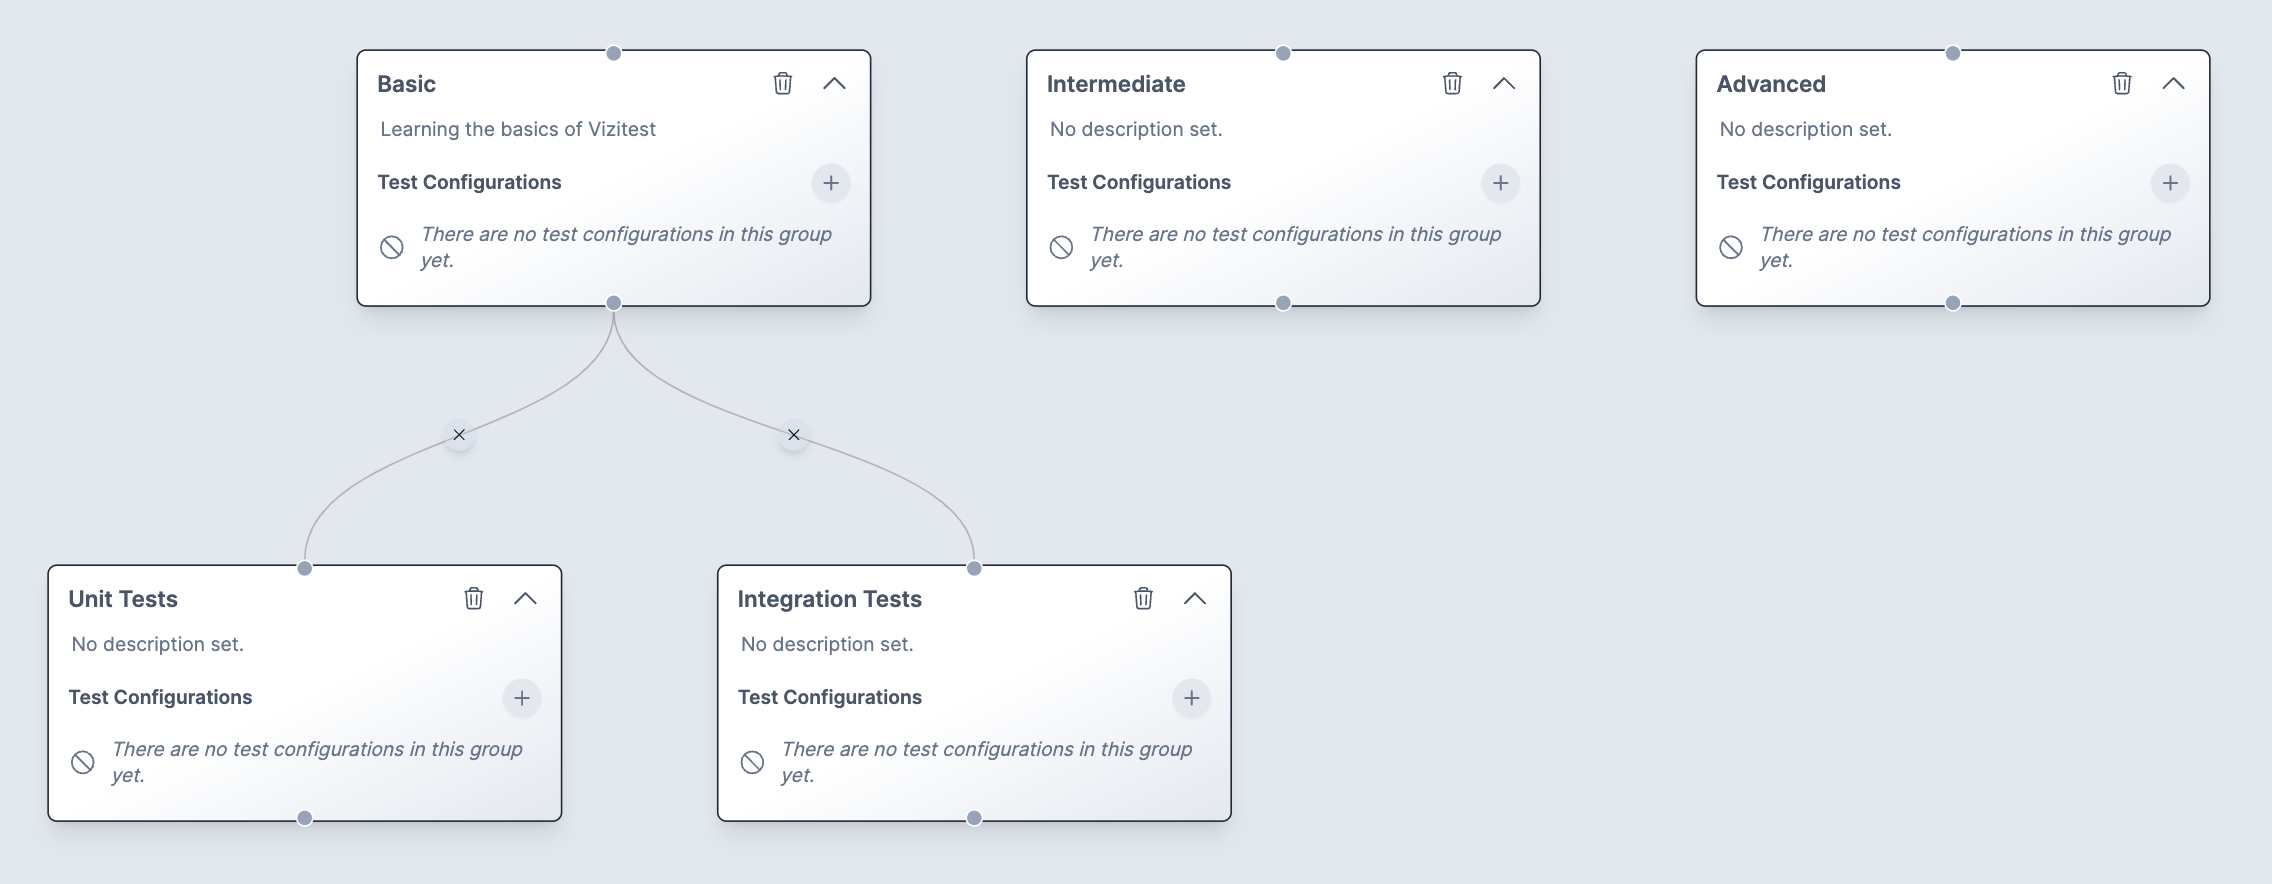 Basic
Learning the basics of Vizitest
Test Configurations
There are no test configurations in this group
yet.
Intermediate
No description set.
Test Configurations
There are no test configurations in this group
yet.
Advanced
No description set.
Test Configurations
There are no test configurations in this group
yet.
Unit Tests
No description set.
Test Configurations
There are no test configurations in this group
yet.
Integration Tests
No description set.
Test Configurations
There are no test configurations in this group
yet.